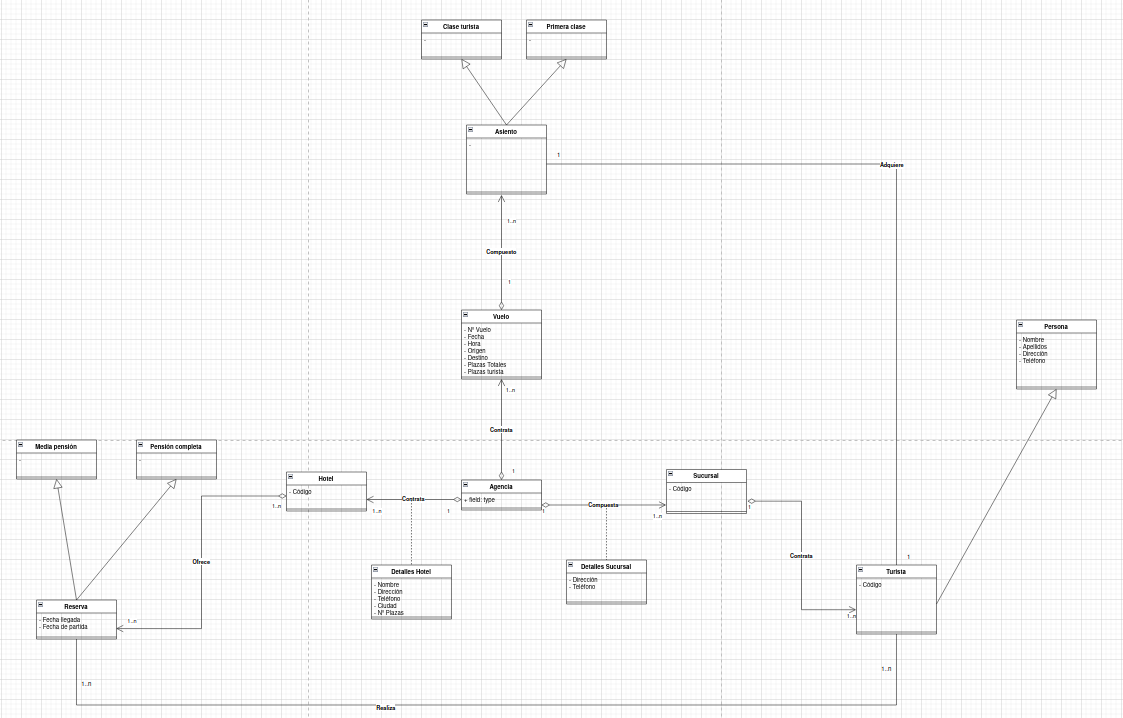 Clase turista
-
Primera clase
-
Asiento
-
1
Adquiere
1..n
Compuesto
1
Vuelo
- Nº Vuelo
- Fecha
- Hora
- Origen
- Destino
- Plazas Totales
- Plazas turista
Persona
- Nombre
- Apellidos
- Dirección
- Teléfono
1..n
Contrata
1
Media pensión
-
Pensión completa
-
Hotel
- Código
Agencia
+ field: type
Sucursal
- Código
1..n
1..n
Contrata
1
1
Compuesta
1..n
1
Ofrece
Contrata
1
Detalles Hotel
- Nombre
- Dirección
- Teléfono
- Ciudad
- Nº Plazas
Detalles Sucursal
- Dirección
- Teléfono
Turista
- Código
1..n
Reserva
- Fecha llegada
- Fecha de partida
1..n
1..n
1..n
Realiza